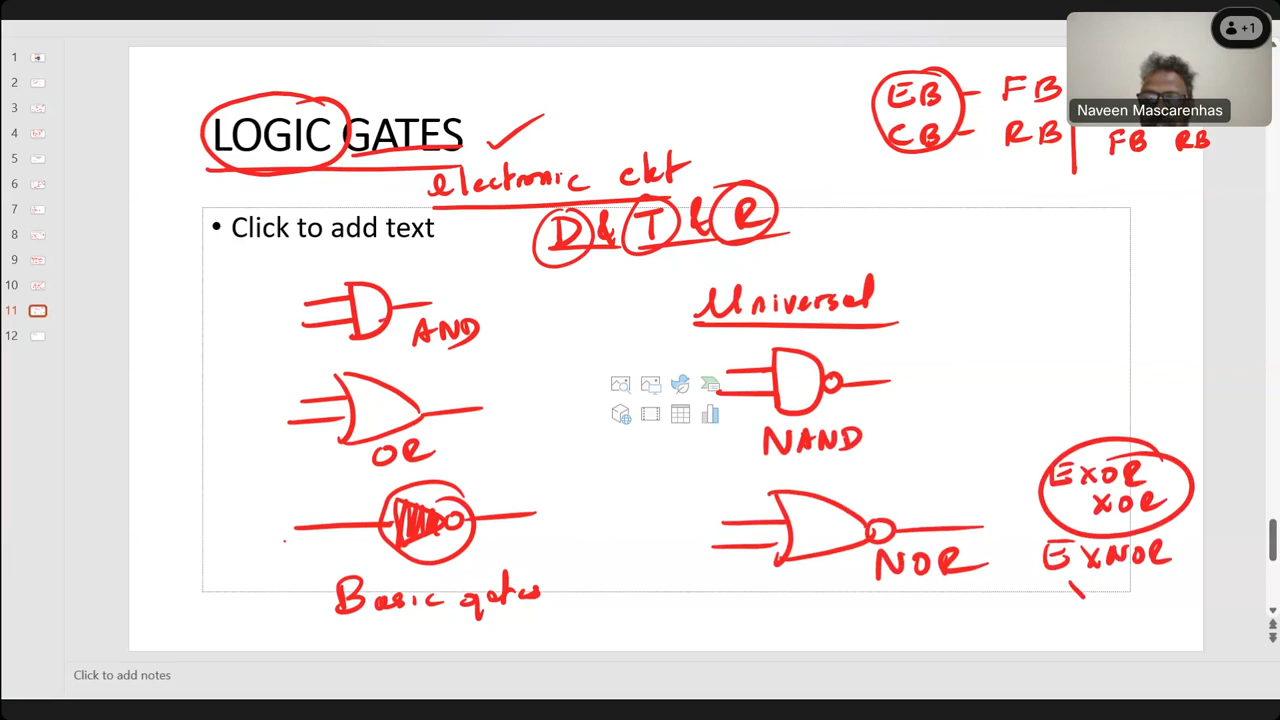 +1
Naveen Mascarenhas
1
2
3
4
5
6
7
8
9
10
11
12
LOGIC GATES
EB - FB
CB - RB
FB RB
electronic ckt
D & T & R
• Click to add text
AND
OR
Basic gates
Universal
NAND
NOR
EXOR
XOR
EXNOR
X
Click to add notes